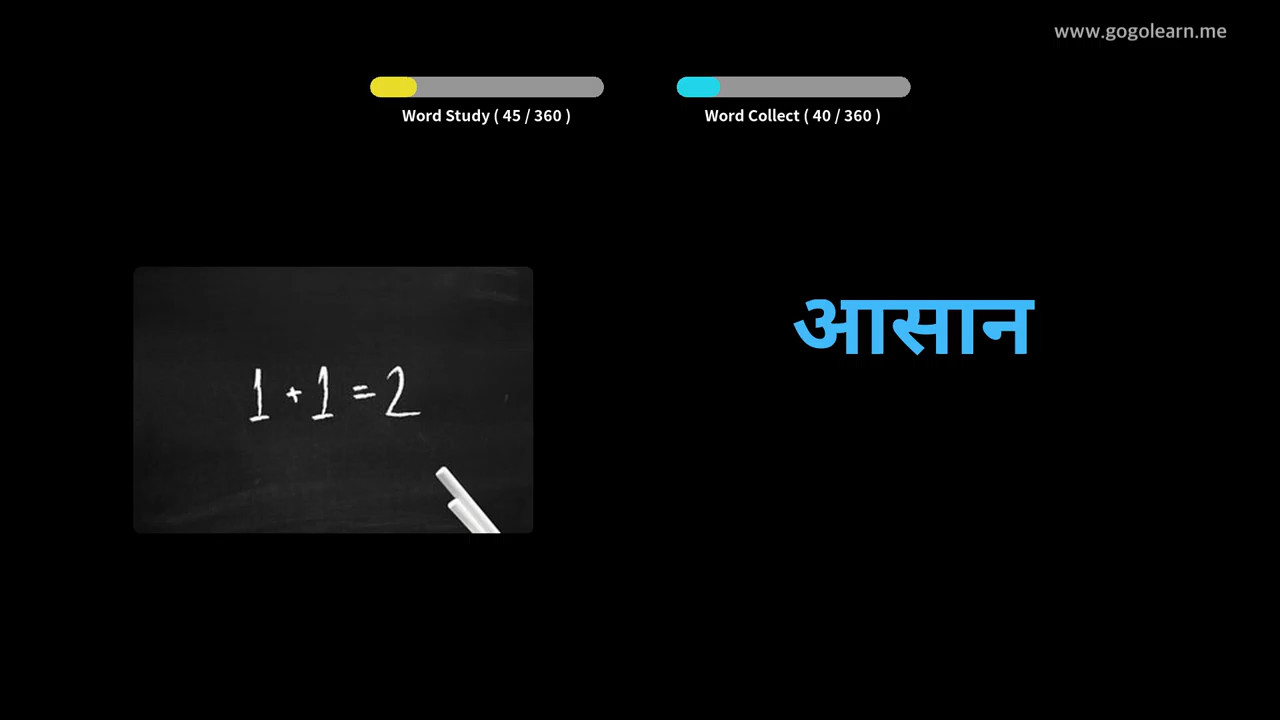 www.gogolearn.me
Word Study ( 45 / 360 )
Word Collect ( 40 / 360 )
1 + 1 = 2
आसान